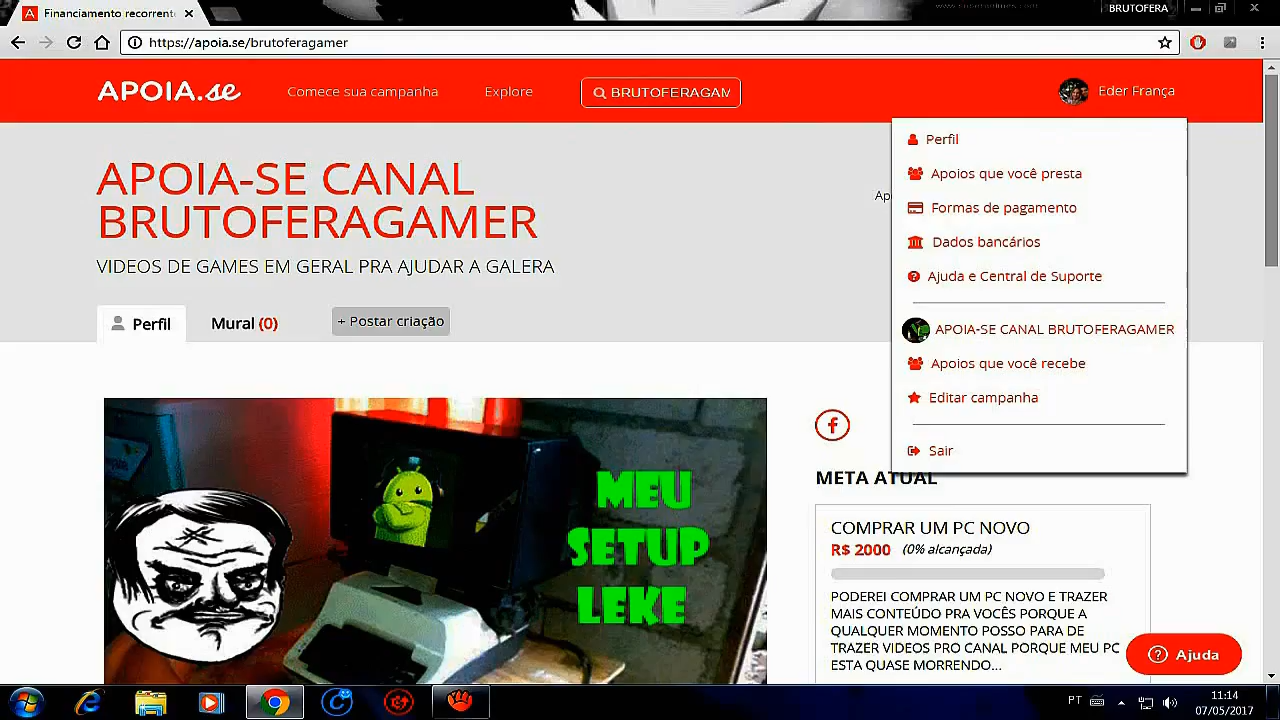 Financiamento recorrent
BRUTOFERA
https://apoia.se/brutoferagamer
APOIA.se
Comece sua campanha
Explore
BRUTOFERAGAM
Eder França
Perfil
Apoios que você presta
Formas de pagamento
Dados bancários
Ajuda e Central de Suporte
APOIA-SE CANAL BRUTOFERAGAMER
Apoios que você recebe
Editar campanha
Sair
APOIA-SE CANAL
BRUTOFERAGAMER
VIDEOS DE GAMES EM GERAL PRA AJUDAR A GALERA
Ap
Perfil
Mural (0)
+ Postar criação
MEU
SETUP
LEKE
META ATUAL
COMPRAR UM PC NOVO
R$ 2000 (0% alcançada)
PODEREI COMPRAR UM PC NOVO E TRAZER
MAIS CONTEÚDO PRA VOCÊS PORQUE A
QUALQUER MOMENTO POSSO PARA DE
TRAZER VIDEOS PRO CANAL PORQUE MEU PC
ESTA QUASE MORRENDO...
Ajuda
PT
11:14
07/05/2017